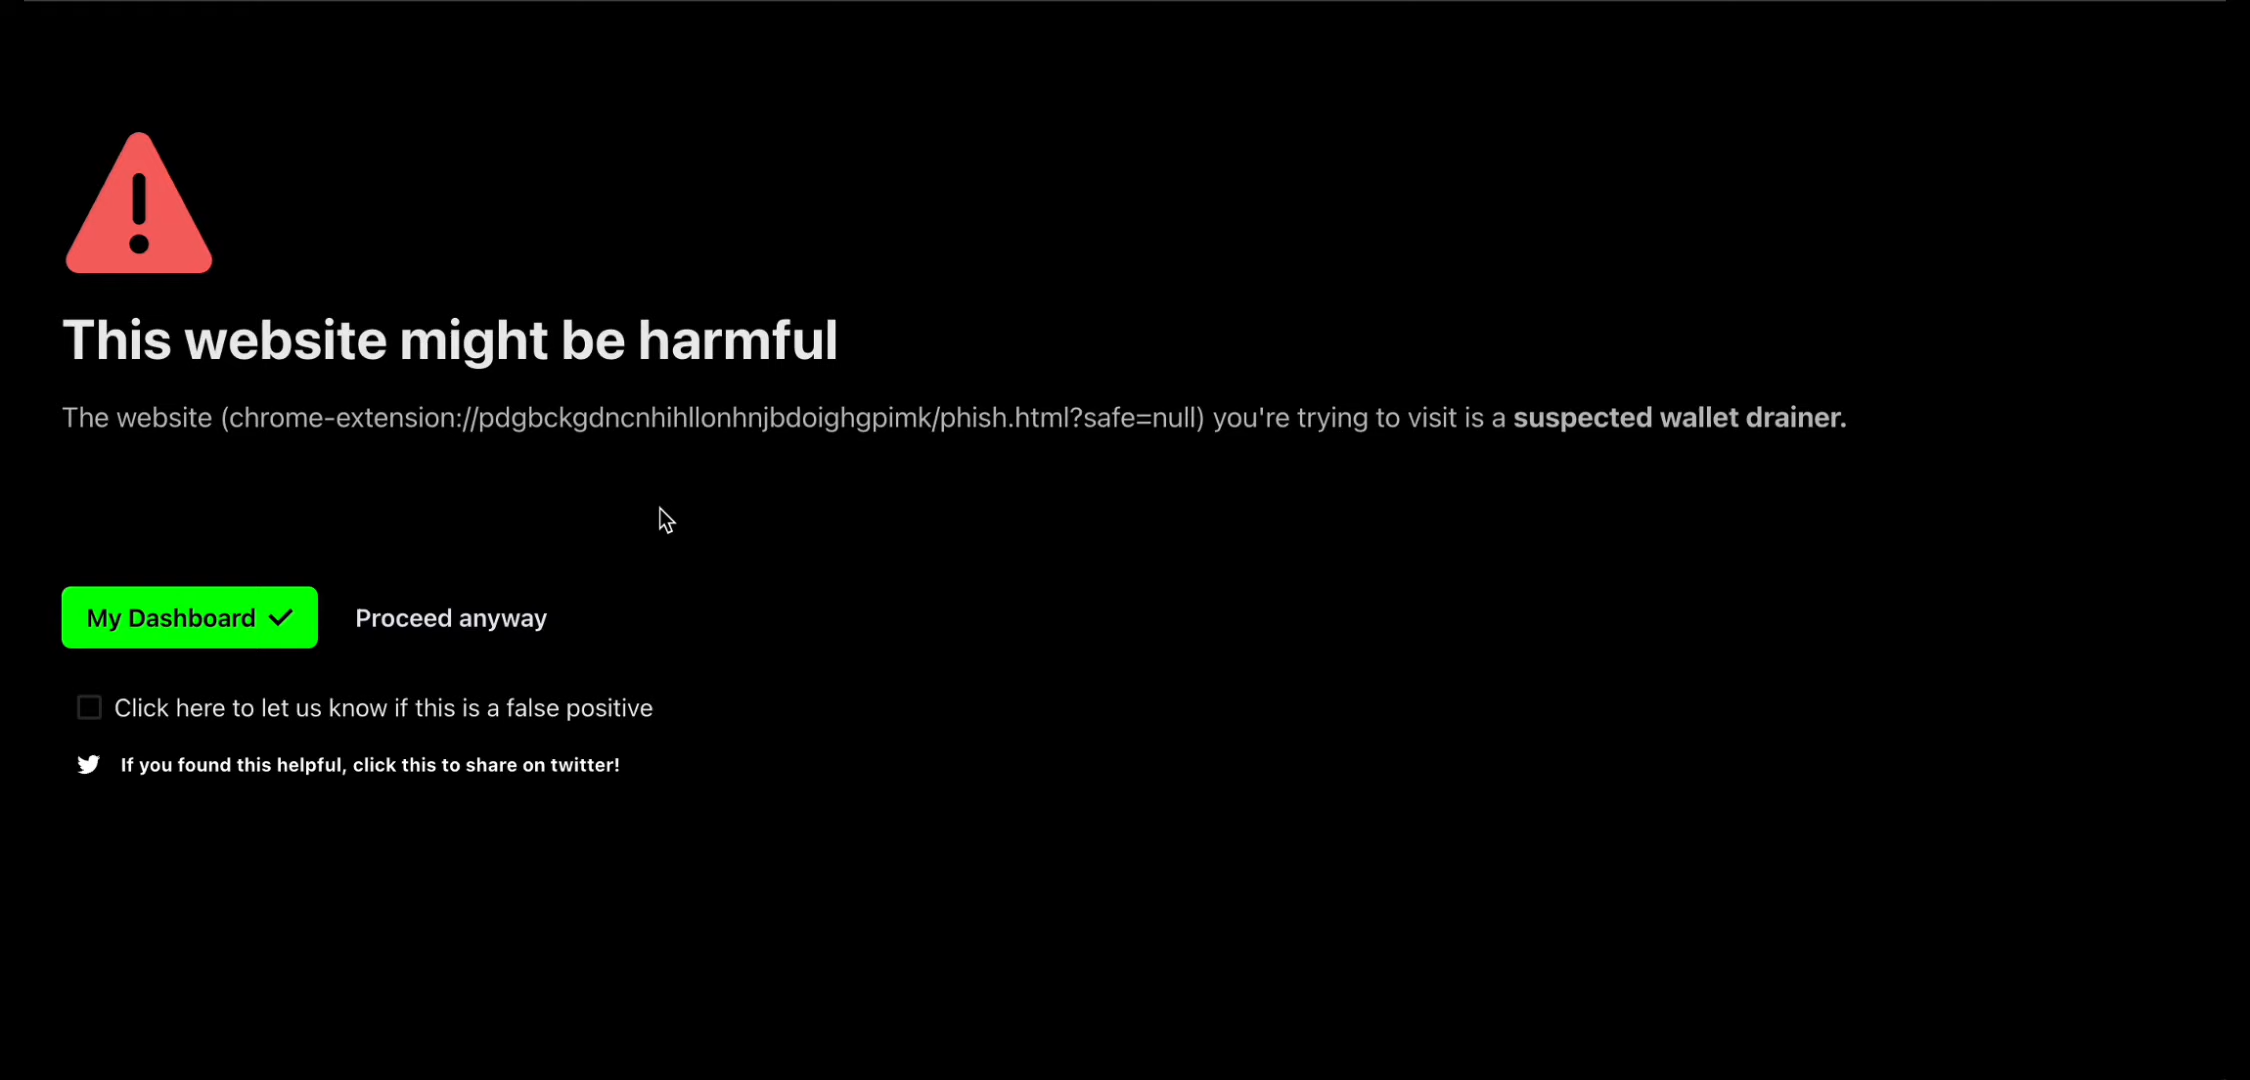 This website might be harmful
The website (chrome-extension://pdgbckgdncnhihllonhnjbdoighgpimk/phish.html?safe=null) you're trying to visit is a suspected wallet drainer.
My Dashboard
Proceed anyway
Click here to let us know if this is a false positive
If you found this helpful, click this to share on twitter!